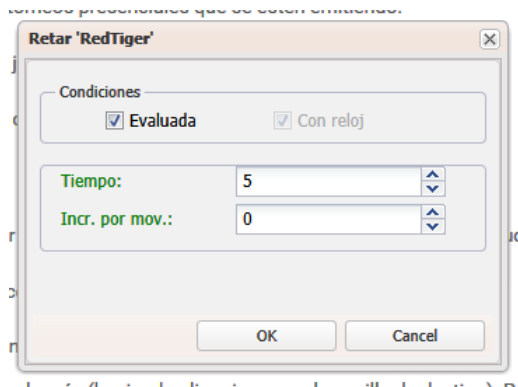 Retar 'RedTiger'
Condiciones
Evaluada
Con reloj
Tiempo: 5
Incr. por mov.: 0
OK Cancel